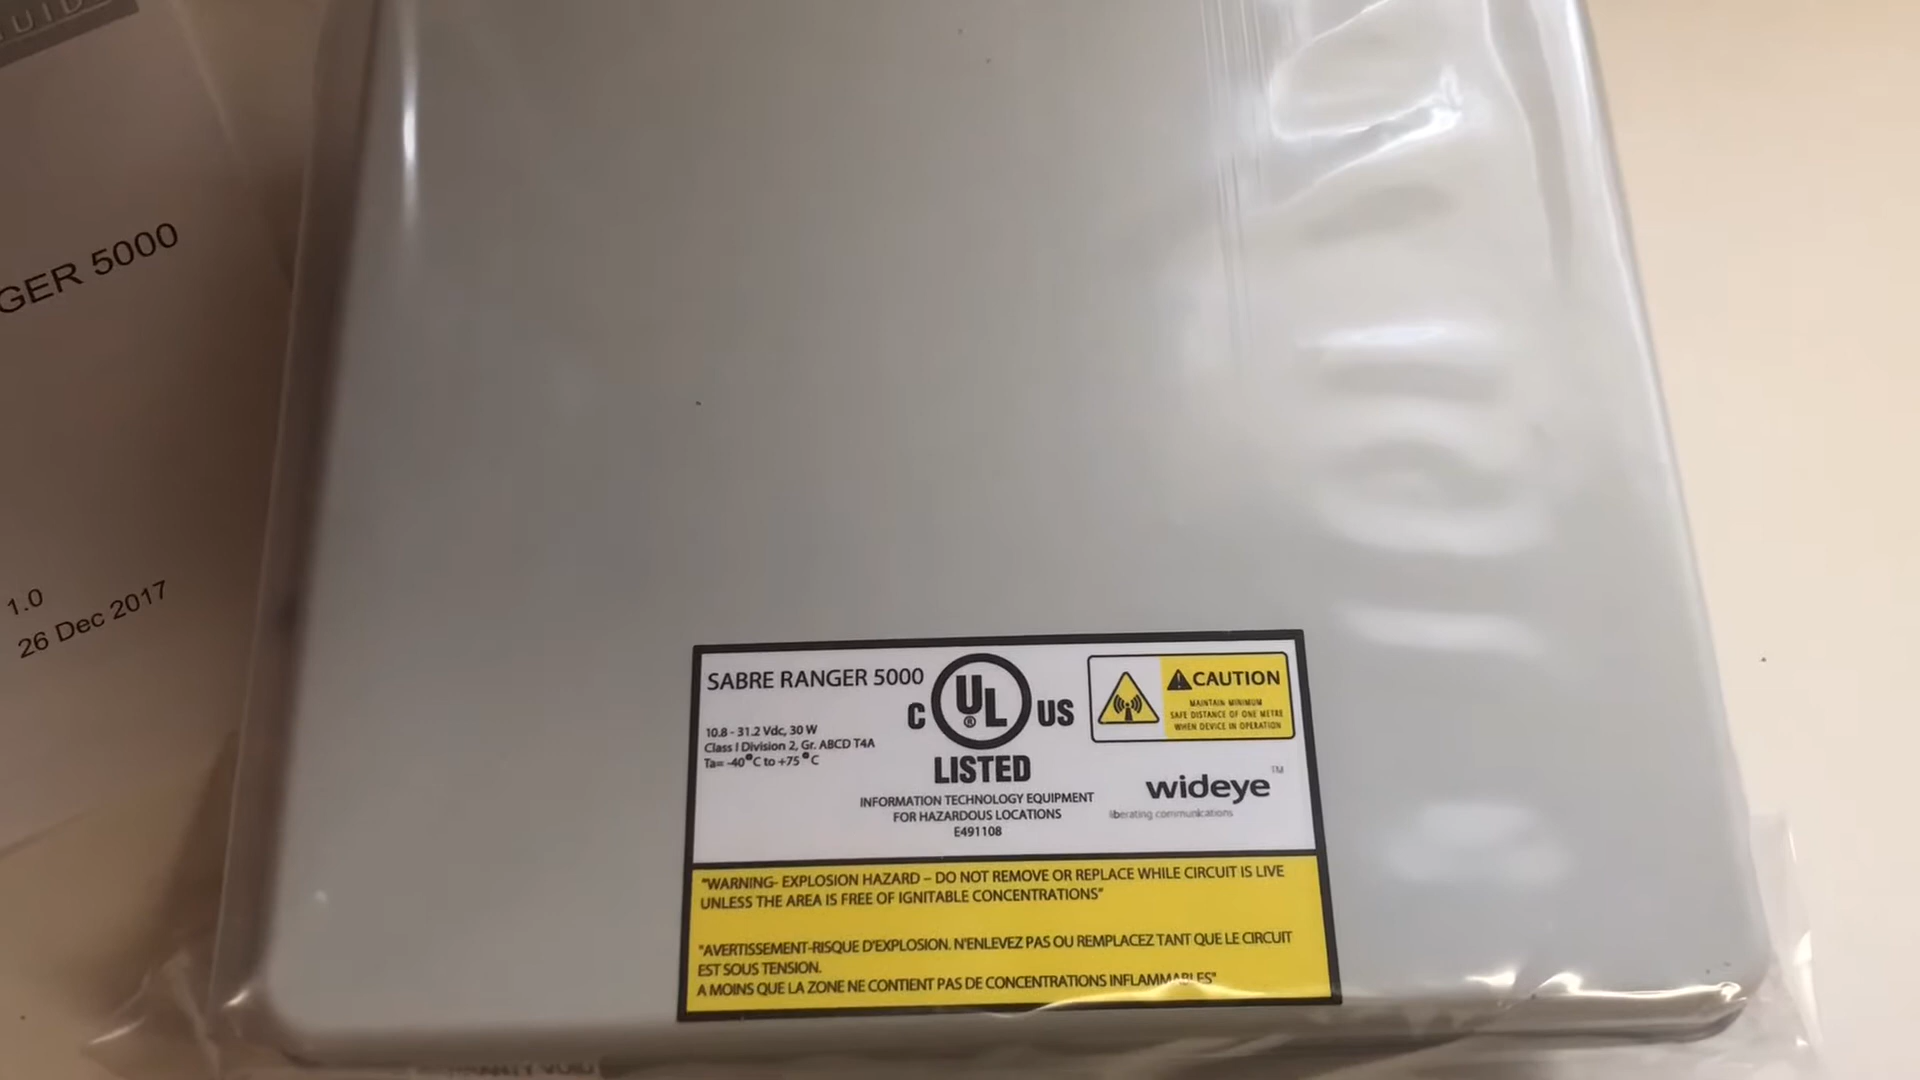 GER 5000
1.0
26 Dec 2017
SABRE RANGER 5000
10.8 - 31.2 Vdc, 30 W
Class I Division 2, Gr. ABCD T4A
Ta= -40°C to +75°C
C UL ® US
LISTED
INFORMATION TECHNOLOGY EQUIPMENT
FOR HAZARDOUS LOCATIONS
E491108
CAUTION
MAINTAIN MINIMUM
SAFE DISTANCE OF ONE METRE
WHEN DEVICE IN OPERATION
wideye™
liberating communications
"WARNING- EXPLOSION HAZARD – DO NOT REMOVE OR REPLACE WHILE CIRCUIT IS LIVE
UNLESS THE AREA IS FREE OF IGNITABLE CONCENTRATIONS"
"AVERTISSEMENT-RISQUE D'EXPLOSION. N'ENLEVEZ PAS OU REMPLACEZ TANT QUE LE CIRCUIT
EST SOUS TENSION.
A MOINS QUE LA ZONE NE CONTIENT PAS DE CONCENTRATIONS INFLAMMABLES"